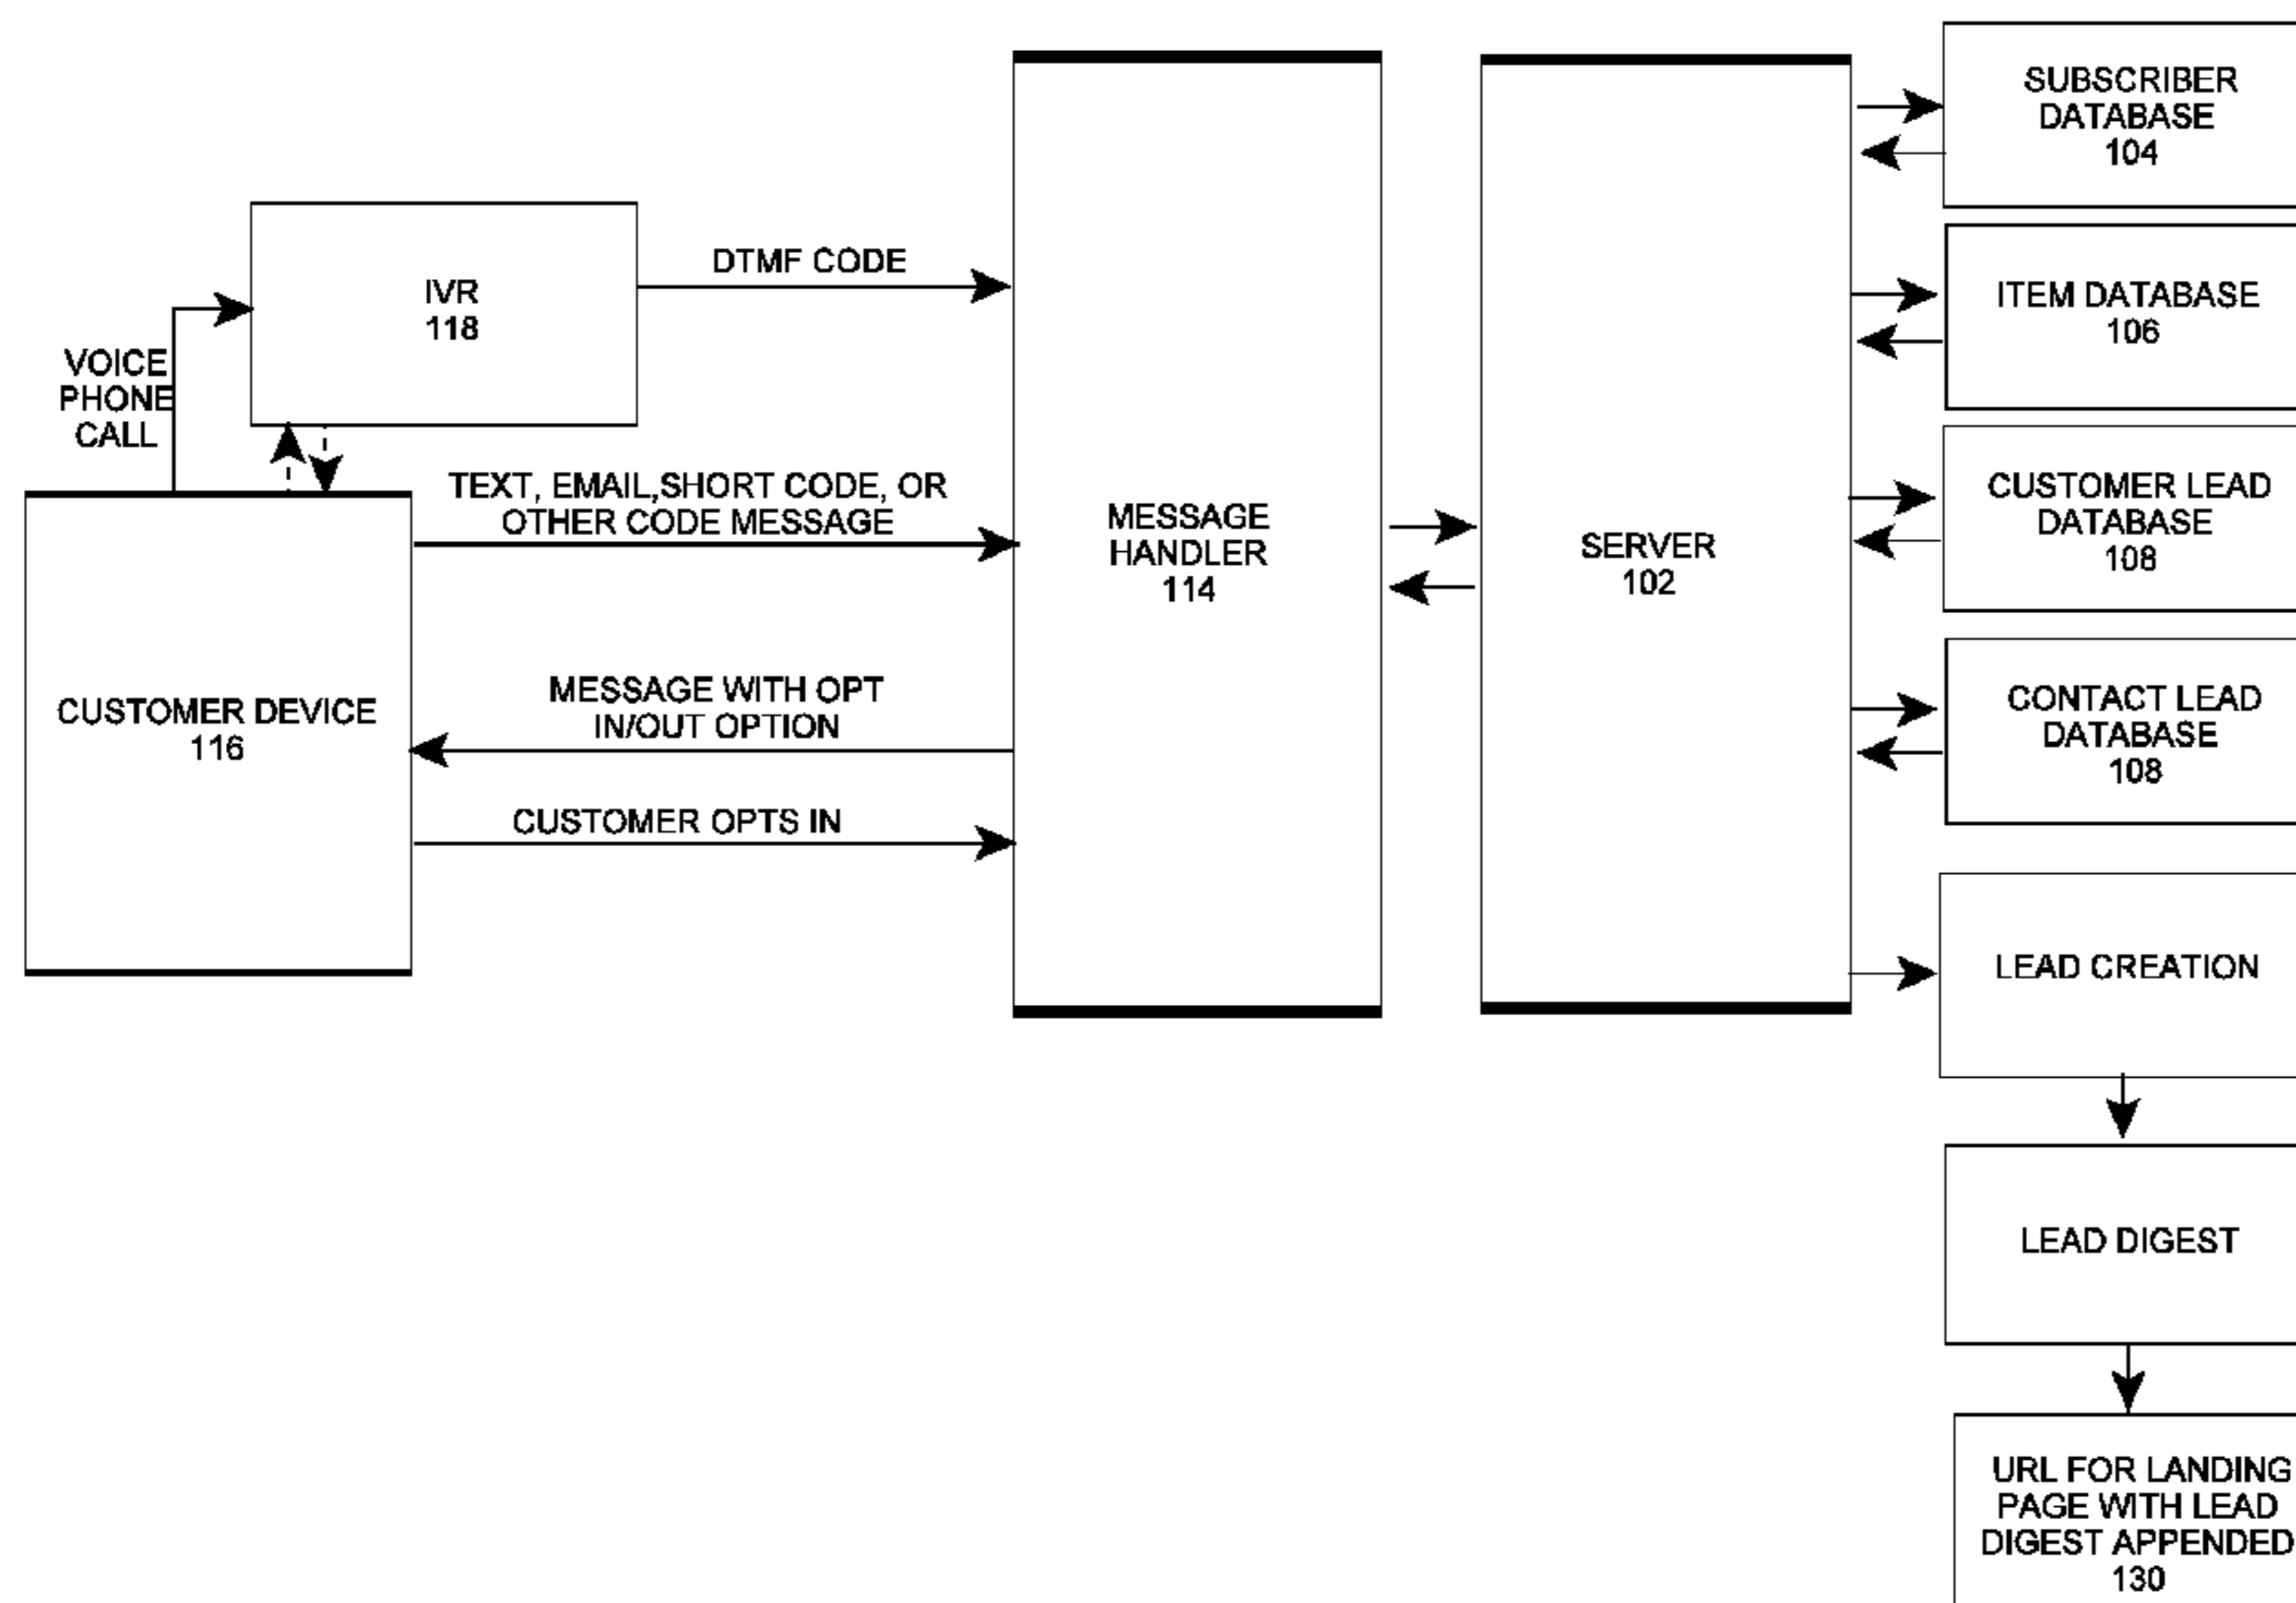 SUBSCRIBER
DATABASE
104
DTMF CODE
IVR
118
ITEM DATABASE
106
VOICE
PHONE
CALL
TEXT, EMAIL,SHORT CODE, OR
OTHER CODE MESSAGE
MESSAGE
HANDLER
114
SERVER
102
CUSTOMER LEAD
DATABASE
108
CUSTOMER DEVICE
116
MESSAGE WITH OPT
IN/OUT OPTION
CONTACT LEAD
DATABASE
108
CUSTOMER OPTS IN
LEAD CREATION
LEAD DIGEST
URL FOR LANDING
PAGE WITH LEAD
DIGEST APPENDED
130